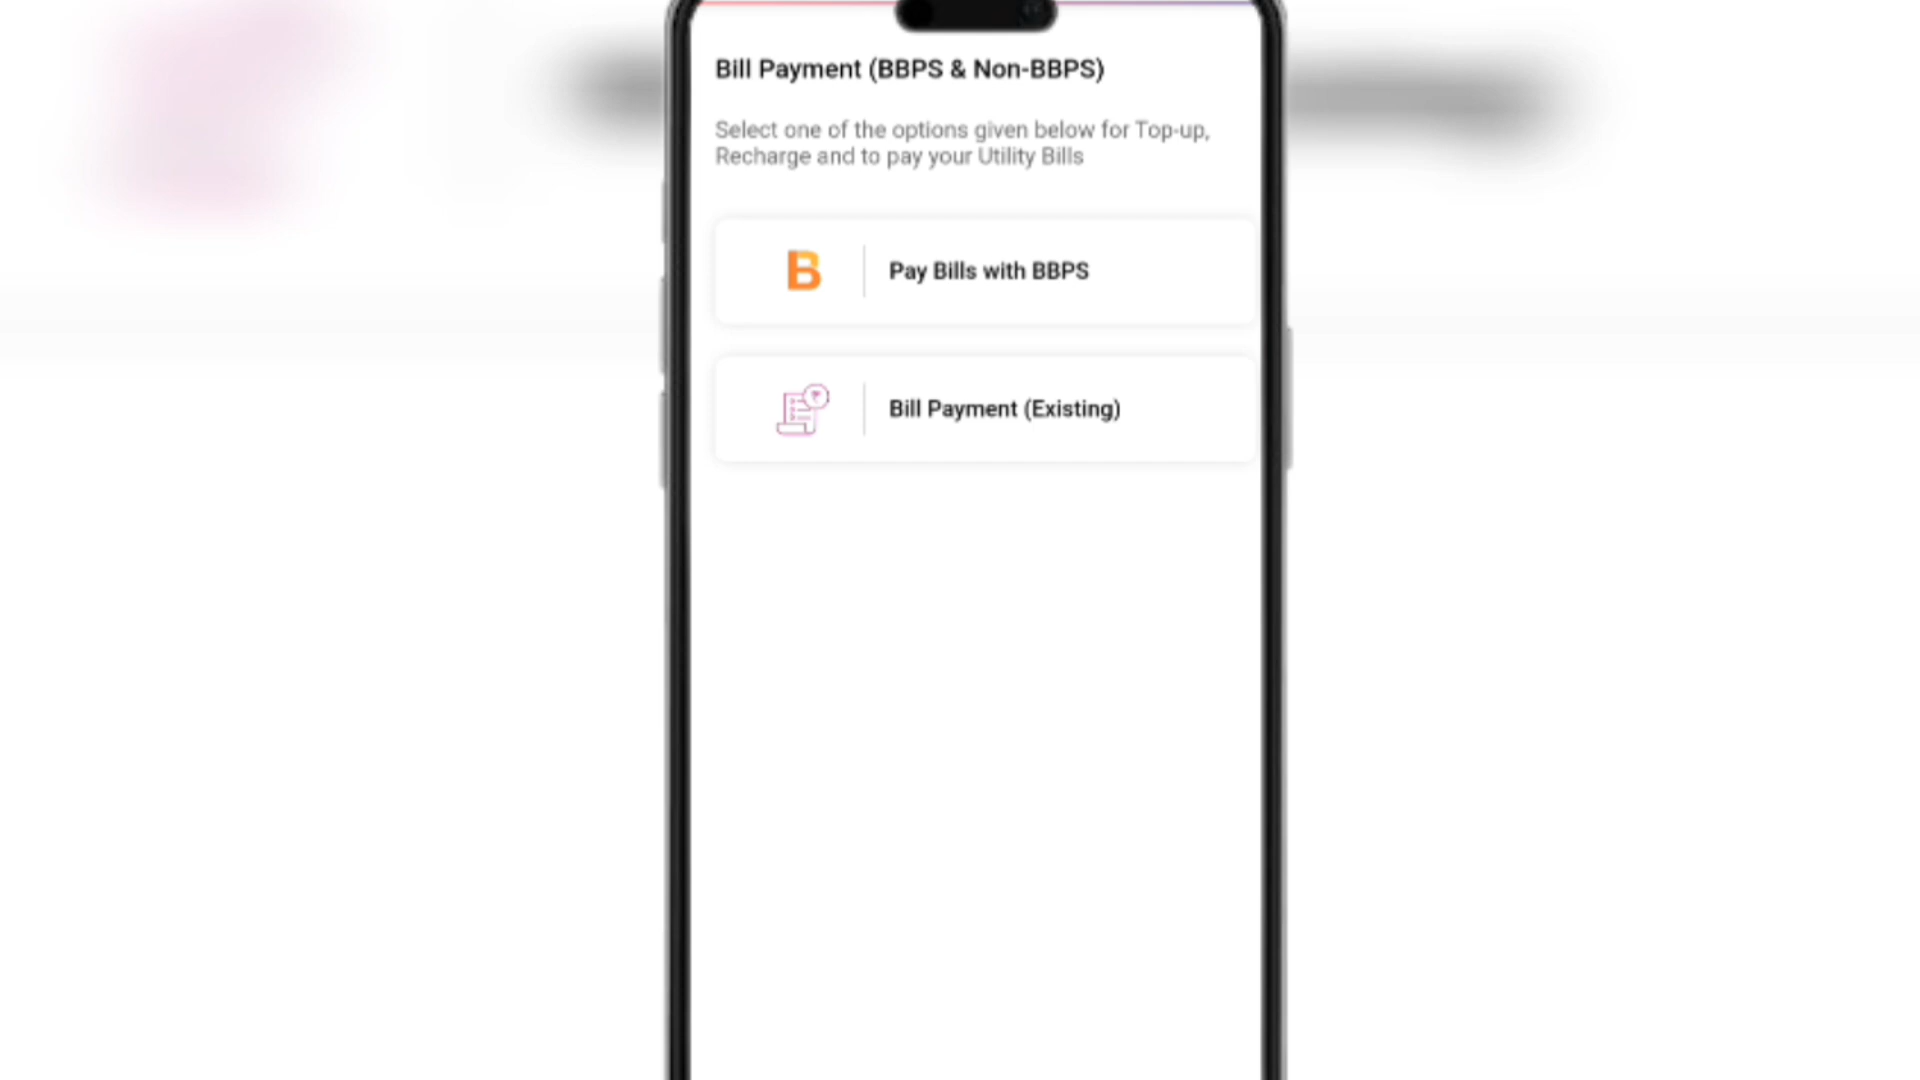 Bill Payment (BBPS & Non-BBPS)
Select one of the options given below for Top-up,
Recharge and to pay your Utility Bills
B
Pay Bills with BBPS
Bill Payment (Existing)